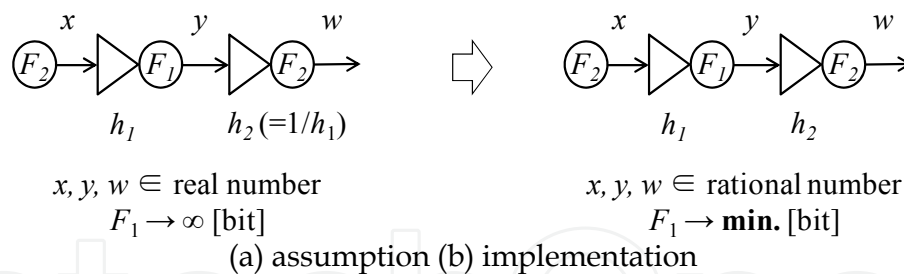 x y w x y w
F₂ F₁ F₂ F₂ F₁ F₂
h₁ h₂ (=1/h₁) h₁ h₂
x, y, w ∈ real number x, y, w ∈ rational number
F₁ → ∞ [bit] F₁ → min. [bit]
(a) assumption (b) implementation